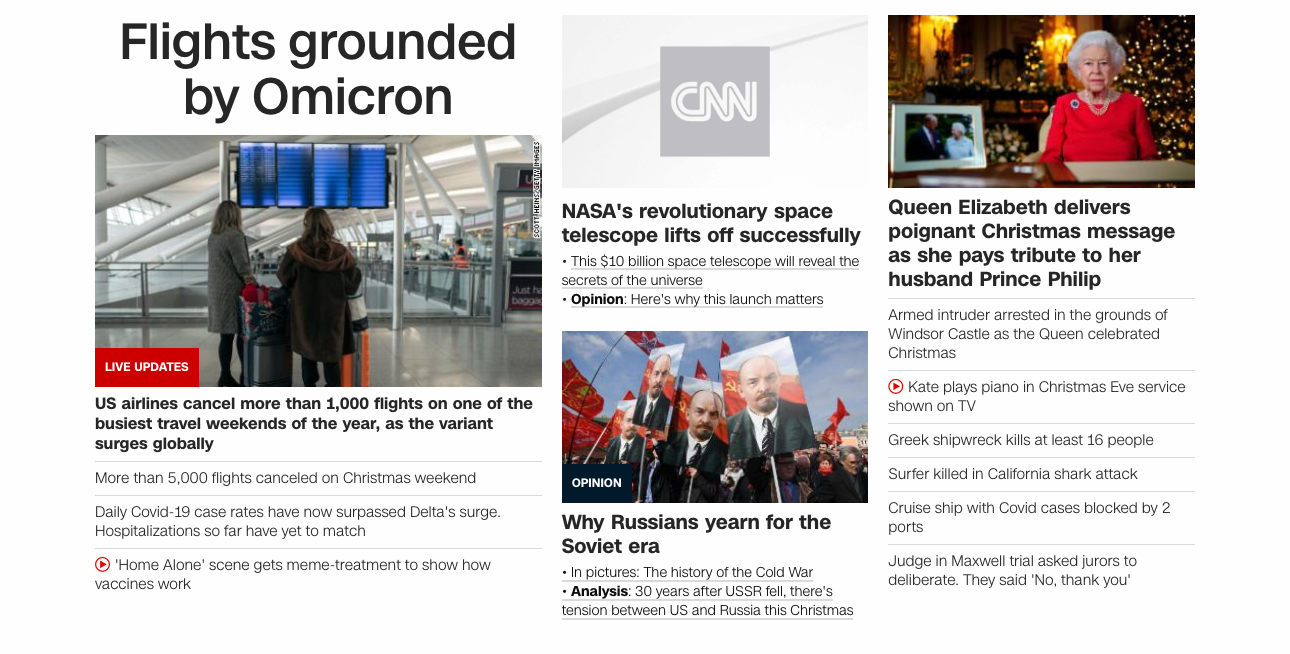 Flights grounded
by Omicron
SCOTT HEINS/GETTY IMAGES
Just ha
baggag
LIVE UPDATES
US airlines cancel more than 1,000 flights on one of the
busiest travel weekends of the year, as the variant
surges globally
More than 5,000 flights canceled on Christmas weekend
Daily Covid-19 case rates have now surpassed Delta's surge.
Hospitalizations so far have yet to match
'Home Alone' scene gets meme-treatment to show how
vaccines work
CNN
NASA's revolutionary space
telescope lifts off successfully
• This $10 billion space telescope will reveal the
secrets of the universe
• Opinion: Here's why this launch matters
OPINION
Why Russians yearn for the
Soviet era
• In pictures: The history of the Cold War
• Analysis: 30 years after USSR fell, there's
tension between US and Russia this Christmas
Queen Elizabeth delivers
poignant Christmas message
as she pays tribute to her
husband Prince Philip
Armed intruder arrested in the grounds of
Windsor Castle as the Queen celebrated
Christmas
Kate plays piano in Christmas Eve service
shown on TV
Greek shipwreck kills at least 16 people
Surfer killed in California shark attack
Cruise ship with Covid cases blocked by 2
ports
Judge in Maxwell trial asked jurors to
deliberate. They said 'No, thank you'